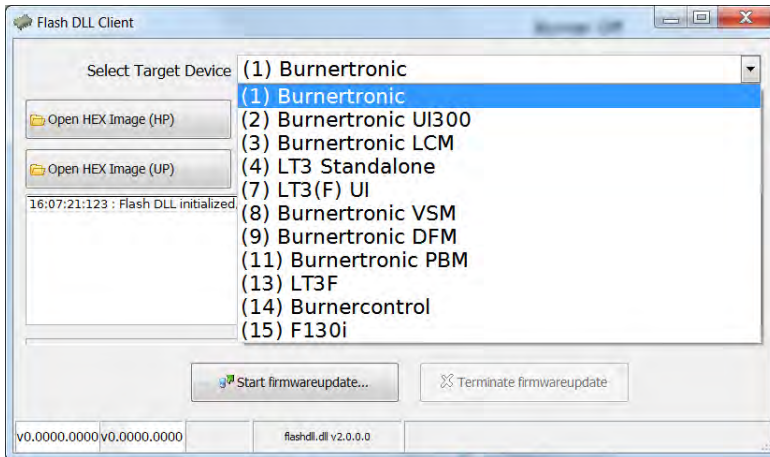 Flash DLL Client
Burner Off
Select Target Device (1) Burnertronic
(1) Burnertronic
(2) Burnertronic UI300
(3) Burnertronic LCM
(4) LT3 Standalone
(7) LT3(F) UI
(8) Burnertronic VSM
(9) Burnertronic DFM
(11) Burnertronic PBM
(13) LT3F
(14) Burnercontrol
(15) F130i
Open HEX Image (HP)
Open HEX Image (UP)
16:07:21:123 : Flash DLL initialized.
Start firmwareupdate...
Terminate firmwareupdate
v0.0000.0000 v0.0000.0000
flashdll.dll v2.0.0.0